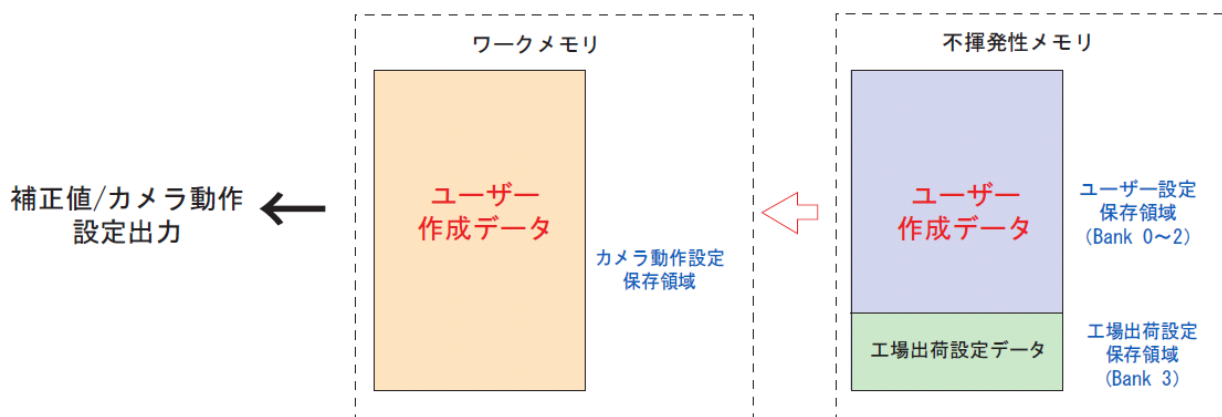 ワークメモリ
不揮発性メモリ
補正値/カメラ動作
設定出力
ユーザー
作成データ
カメラ動作設定
保存領域
ユーザー
作成データ
ユーザー設定
保存領域
(Bank 0～2)
工場出荷設定データ
工場出荷設定
保存領域
(Bank 3)